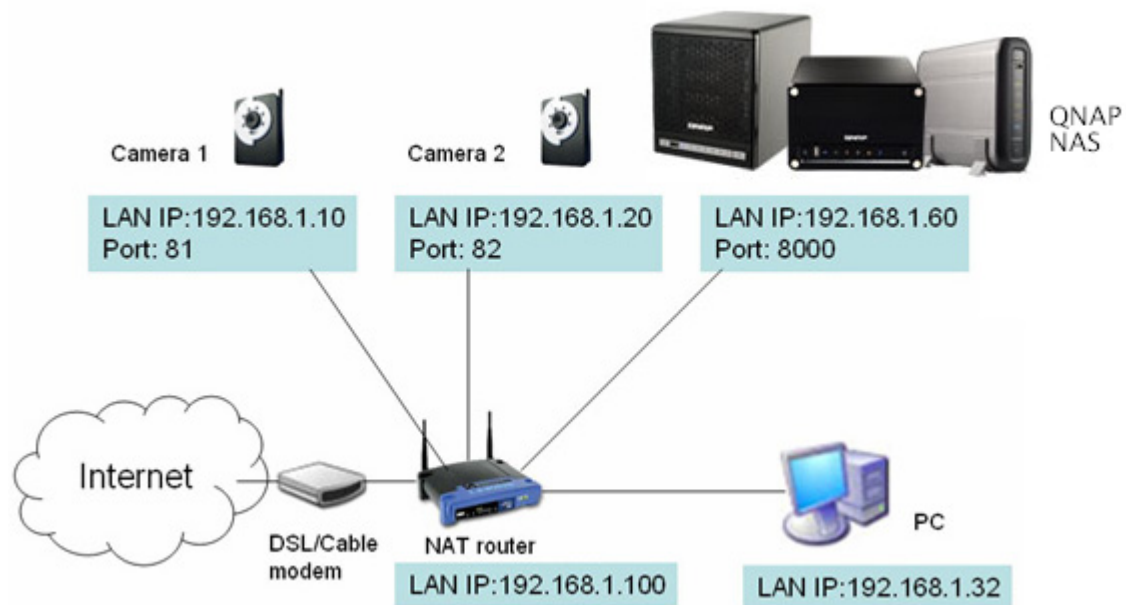 QNAP
NAS
Camera 1
Camera 2
LAN IP:192.168.1.10
Port: 81
LAN IP:192.168.1.20
Port: 82
LAN IP:192.168.1.60
Port: 8000
Internet
DSL/Cable
modem
NAT router
LAN IP:192.168.1.100
PC
LAN IP:192.168.1.32